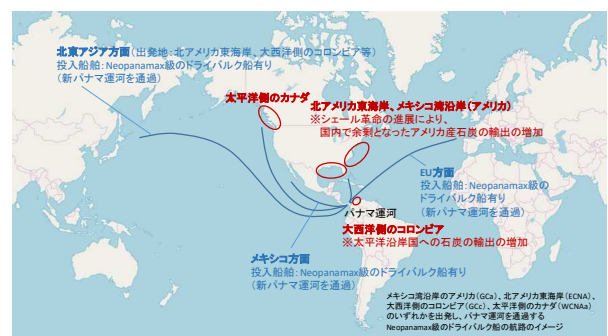 北東アジア方面（出発地：北アメリカ東海岸、大西洋側のコロンビア等）
投入船舶：Neopanamax級のドライバルク船有り
（新パナマ運河を通過）
太平洋側のカナダ
北アメリカ東海岸、メキシコ湾沿岸（アメリカ）
※シェール革命の進展により、
国内で余剰となったアメリカ産石炭の輸出の増加
EU方面
投入船舶：Neopanamax級の
ドライバルク船有り
（新パナマ運河を通過）
パナマ運河
大西洋側のコロンビア
※太平洋沿岸国への石炭の輸出の増加
メキシコ方面
投入船舶：Neopanamax級のドライバルク船有り
（新パナマ運河を通過）
メキシコ湾沿岸のアメリカ(GCa)、北アメリカ東海岸(ECNA)、
大西洋側のコロンビア(GCc)、太平洋側のカナダ(WCNAa)
のいずれかを出発し、パナマ運河を通過する
Neopanamax級のドライバルク船の航路のイメージ